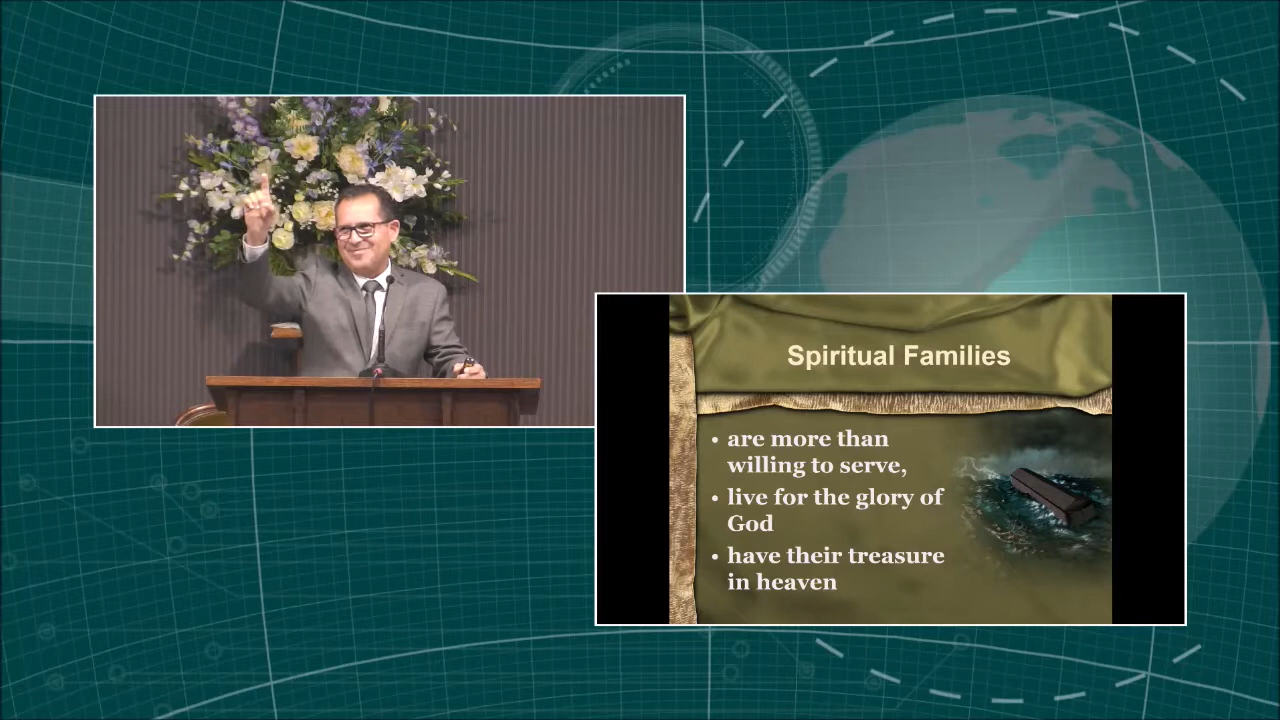 Spiritual Families
• are more than
willing to serve,
• live for the glory of
God
• have their treasure
in heaven